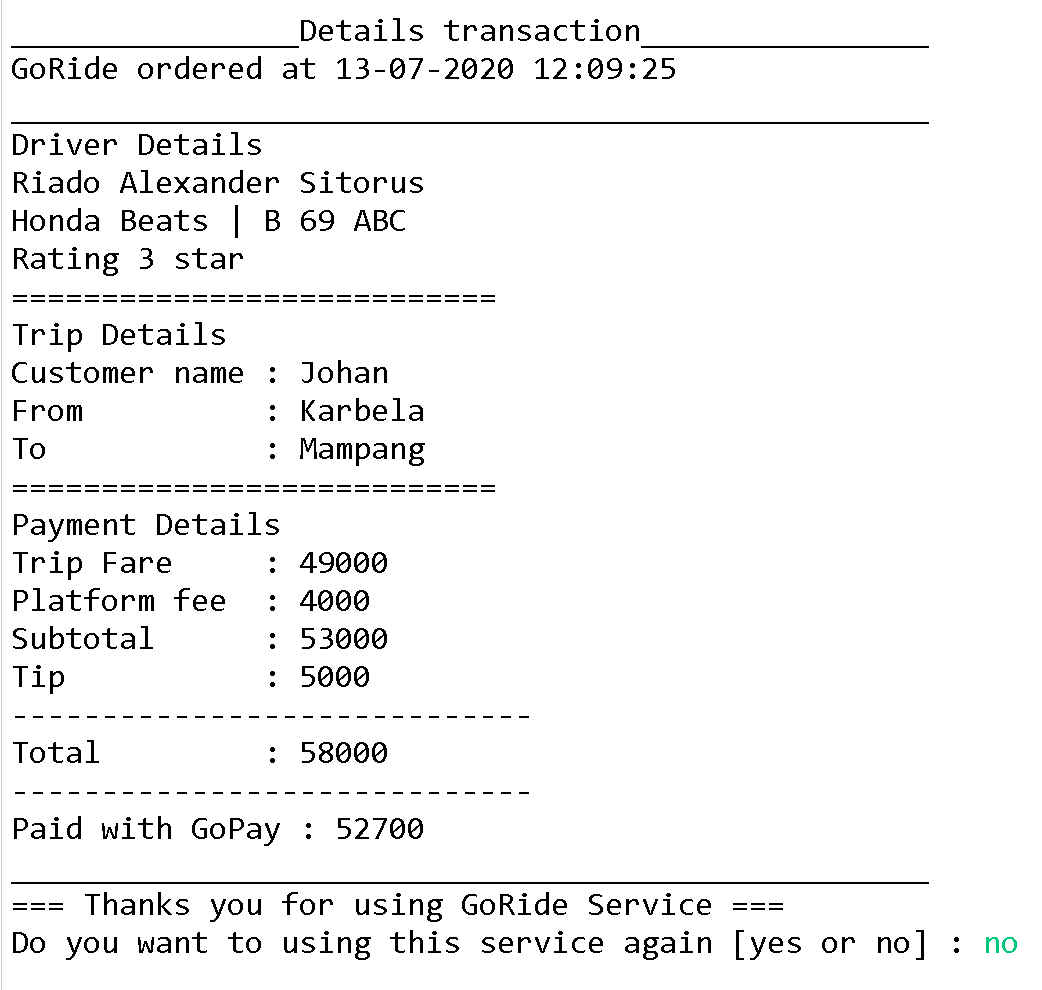 ________________Details transaction________________
GoRide ordered at 13-07-2020 12:09:25
___________________________________________________
Driver Details
Riado Alexander Sitorus
Honda Beats | B 69 ABC
Rating 3 star
===========================
Trip Details
Customer name : Johan
From          : Karbela
To            : Mampang
===========================
Payment Details
Trip Fare     : 49000
Platform fee  : 4000
Subtotal      : 53000
Tip           : 5000
-----------------------------
Total         : 58000
-----------------------------
Paid with GoPay : 52700
___________________________________________________
=== Thanks you for using GoRide Service ===
Do you want to using this service again [yes or no] : no